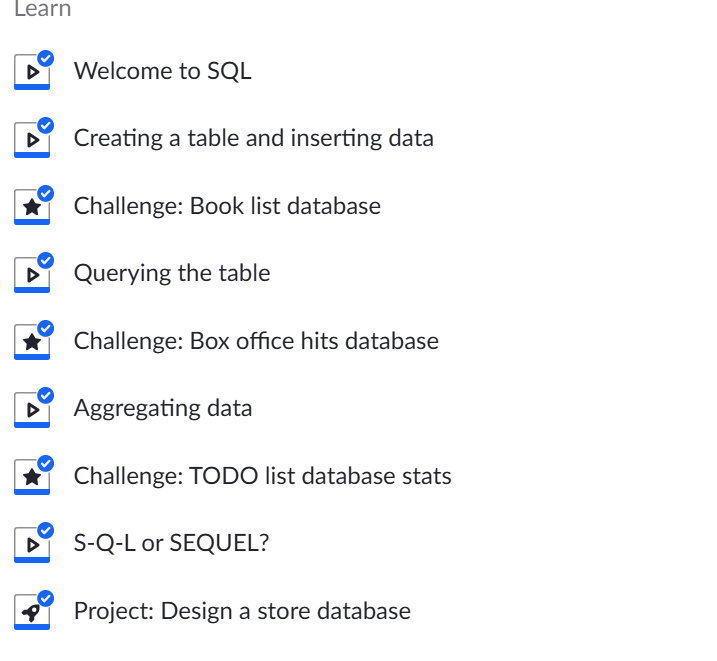 Learn
Welcome to SQL
Creating a table and inserting data
Challenge: Book list database
Querying the table
Challenge: Box office hits database
Aggregating data
Challenge: TODO list database stats
S-Q-L or SEQUEL?
Project: Design a store database